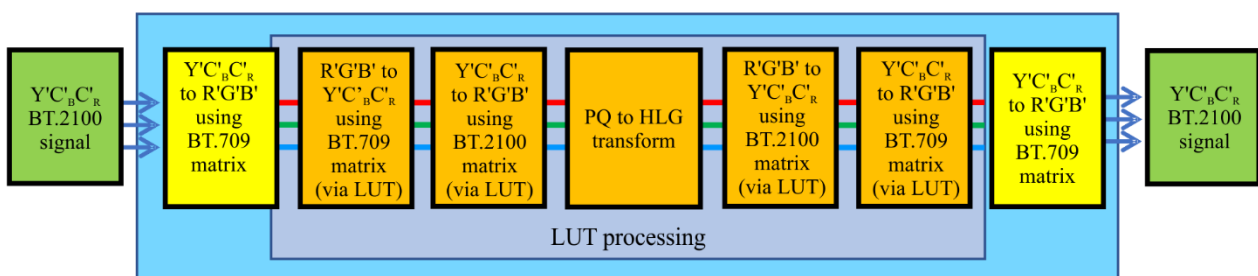 Y'C'BC'R
BT.2100
signal
Y'C'BC'R
to R'G'B'
using
BT.709
matrix
R'G'B' to
Y'C'BC'R
using
BT.709
matrix
(via LUT)
Y'C'BC'R
to R'G'B'
using
BT.2100
matrix
(via LUT)
PQ to HLG
transform
R'G'B' to
Y'C'BC'R
using
BT.2100
matrix
(via LUT)
Y'C'BC'R
to R'G'B'
using
BT.709
matrix
(via LUT)
Y'C'BC'R
to R'G'B'
using
BT.709
matrix
Y'C'BC'R
BT.2100
signal
LUT processing